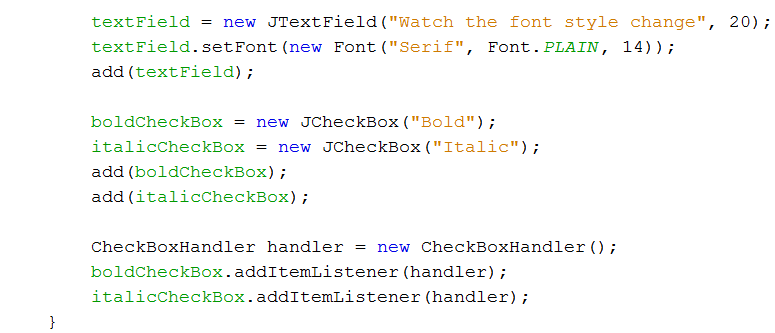 textField = new JTextField("Watch the font style change", 20);
textField.setFont(new Font("Serif", Font.PLAIN, 14));
add(textField);
boldCheckBox = new JCheckBox("Bold");
italicCheckBox = new JCheckBox("Italic");
add(boldCheckBox);
add(italicCheckBox);
CheckBoxHandler handler = new CheckBoxHandler();
boldCheckBox.addItemListener(handler);
italicCheckBox.addItemListener(handler);
}